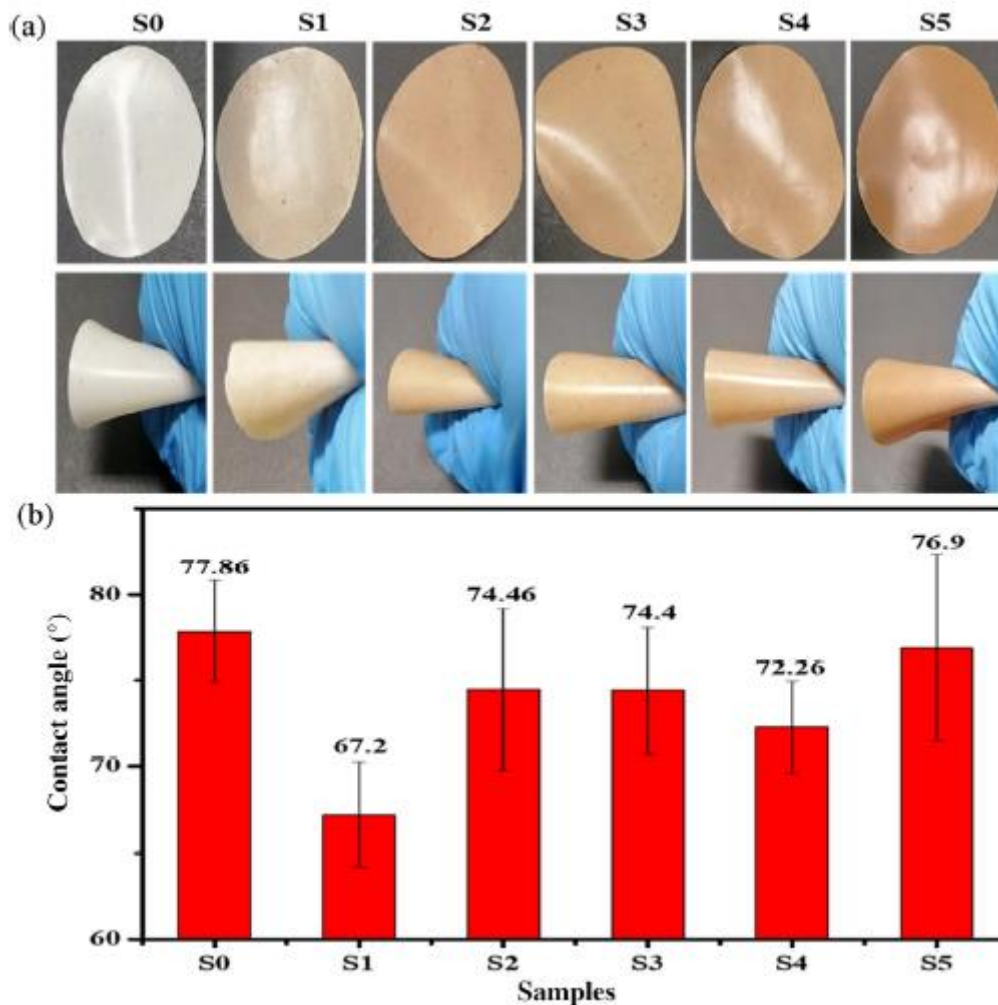 (a) S0 S1 S2 S3 S4 S5
(b)
77.86
67.2
74.46
74.4
72.26
76.9
80
70
60
Contact angle (°)
S0 S1 S2 S3 S4 S5
Samples